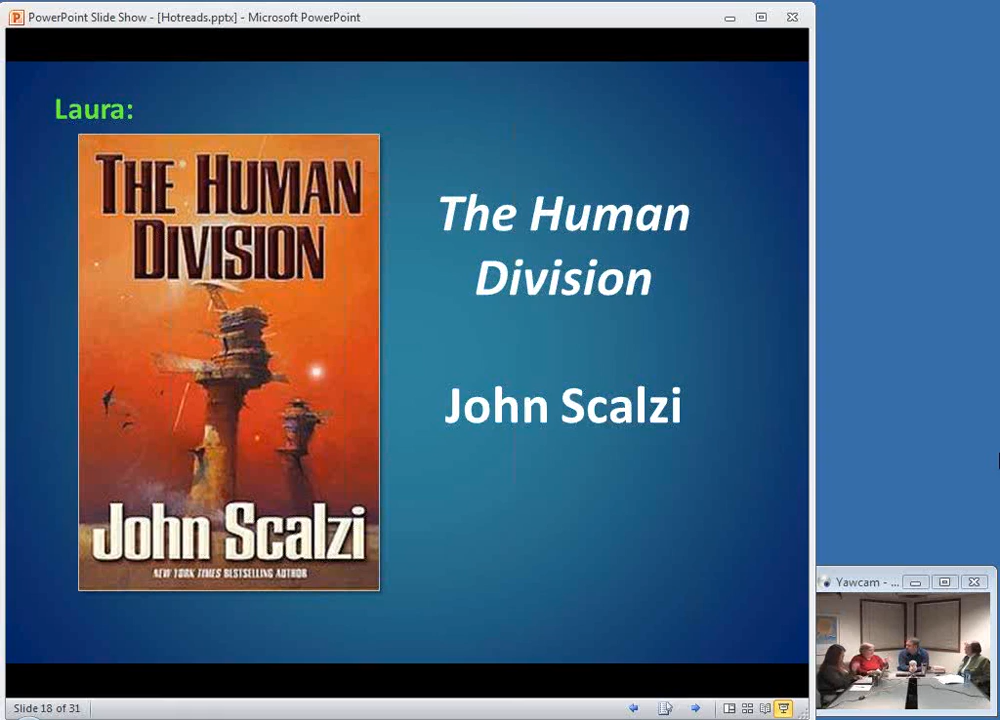 PowerPoint Slide Show - [Hotreads.pptx] - Microsoft PowerPoint
Laura:
THE HUMAN
DIVISION
John Scalzi
NEW YORK TIMES BESTSELLING AUTHOR
The Human
Division
John Scalzi
Slide 18 of 31
Yawcam - ...